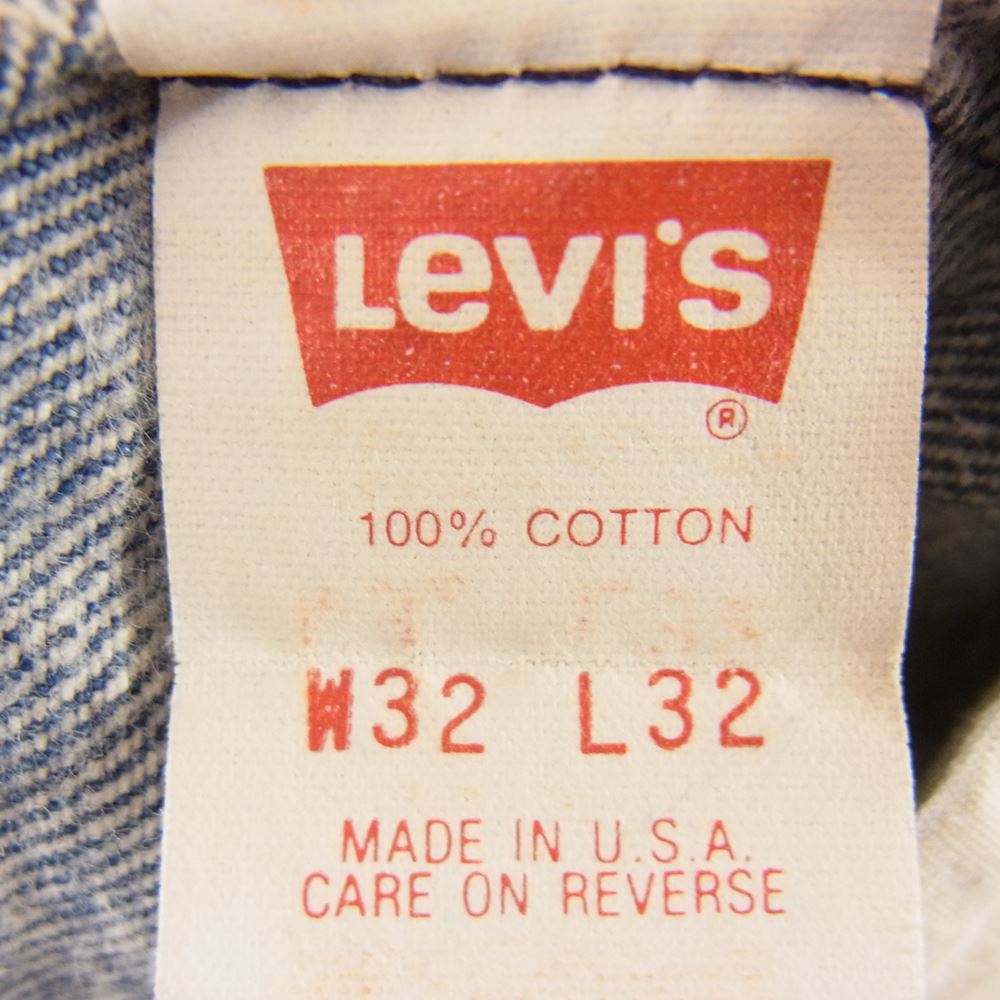 LEVI'S
®
100% COTTON
W32 L32
MADE IN U.S.A.
CARE ON REVERSE